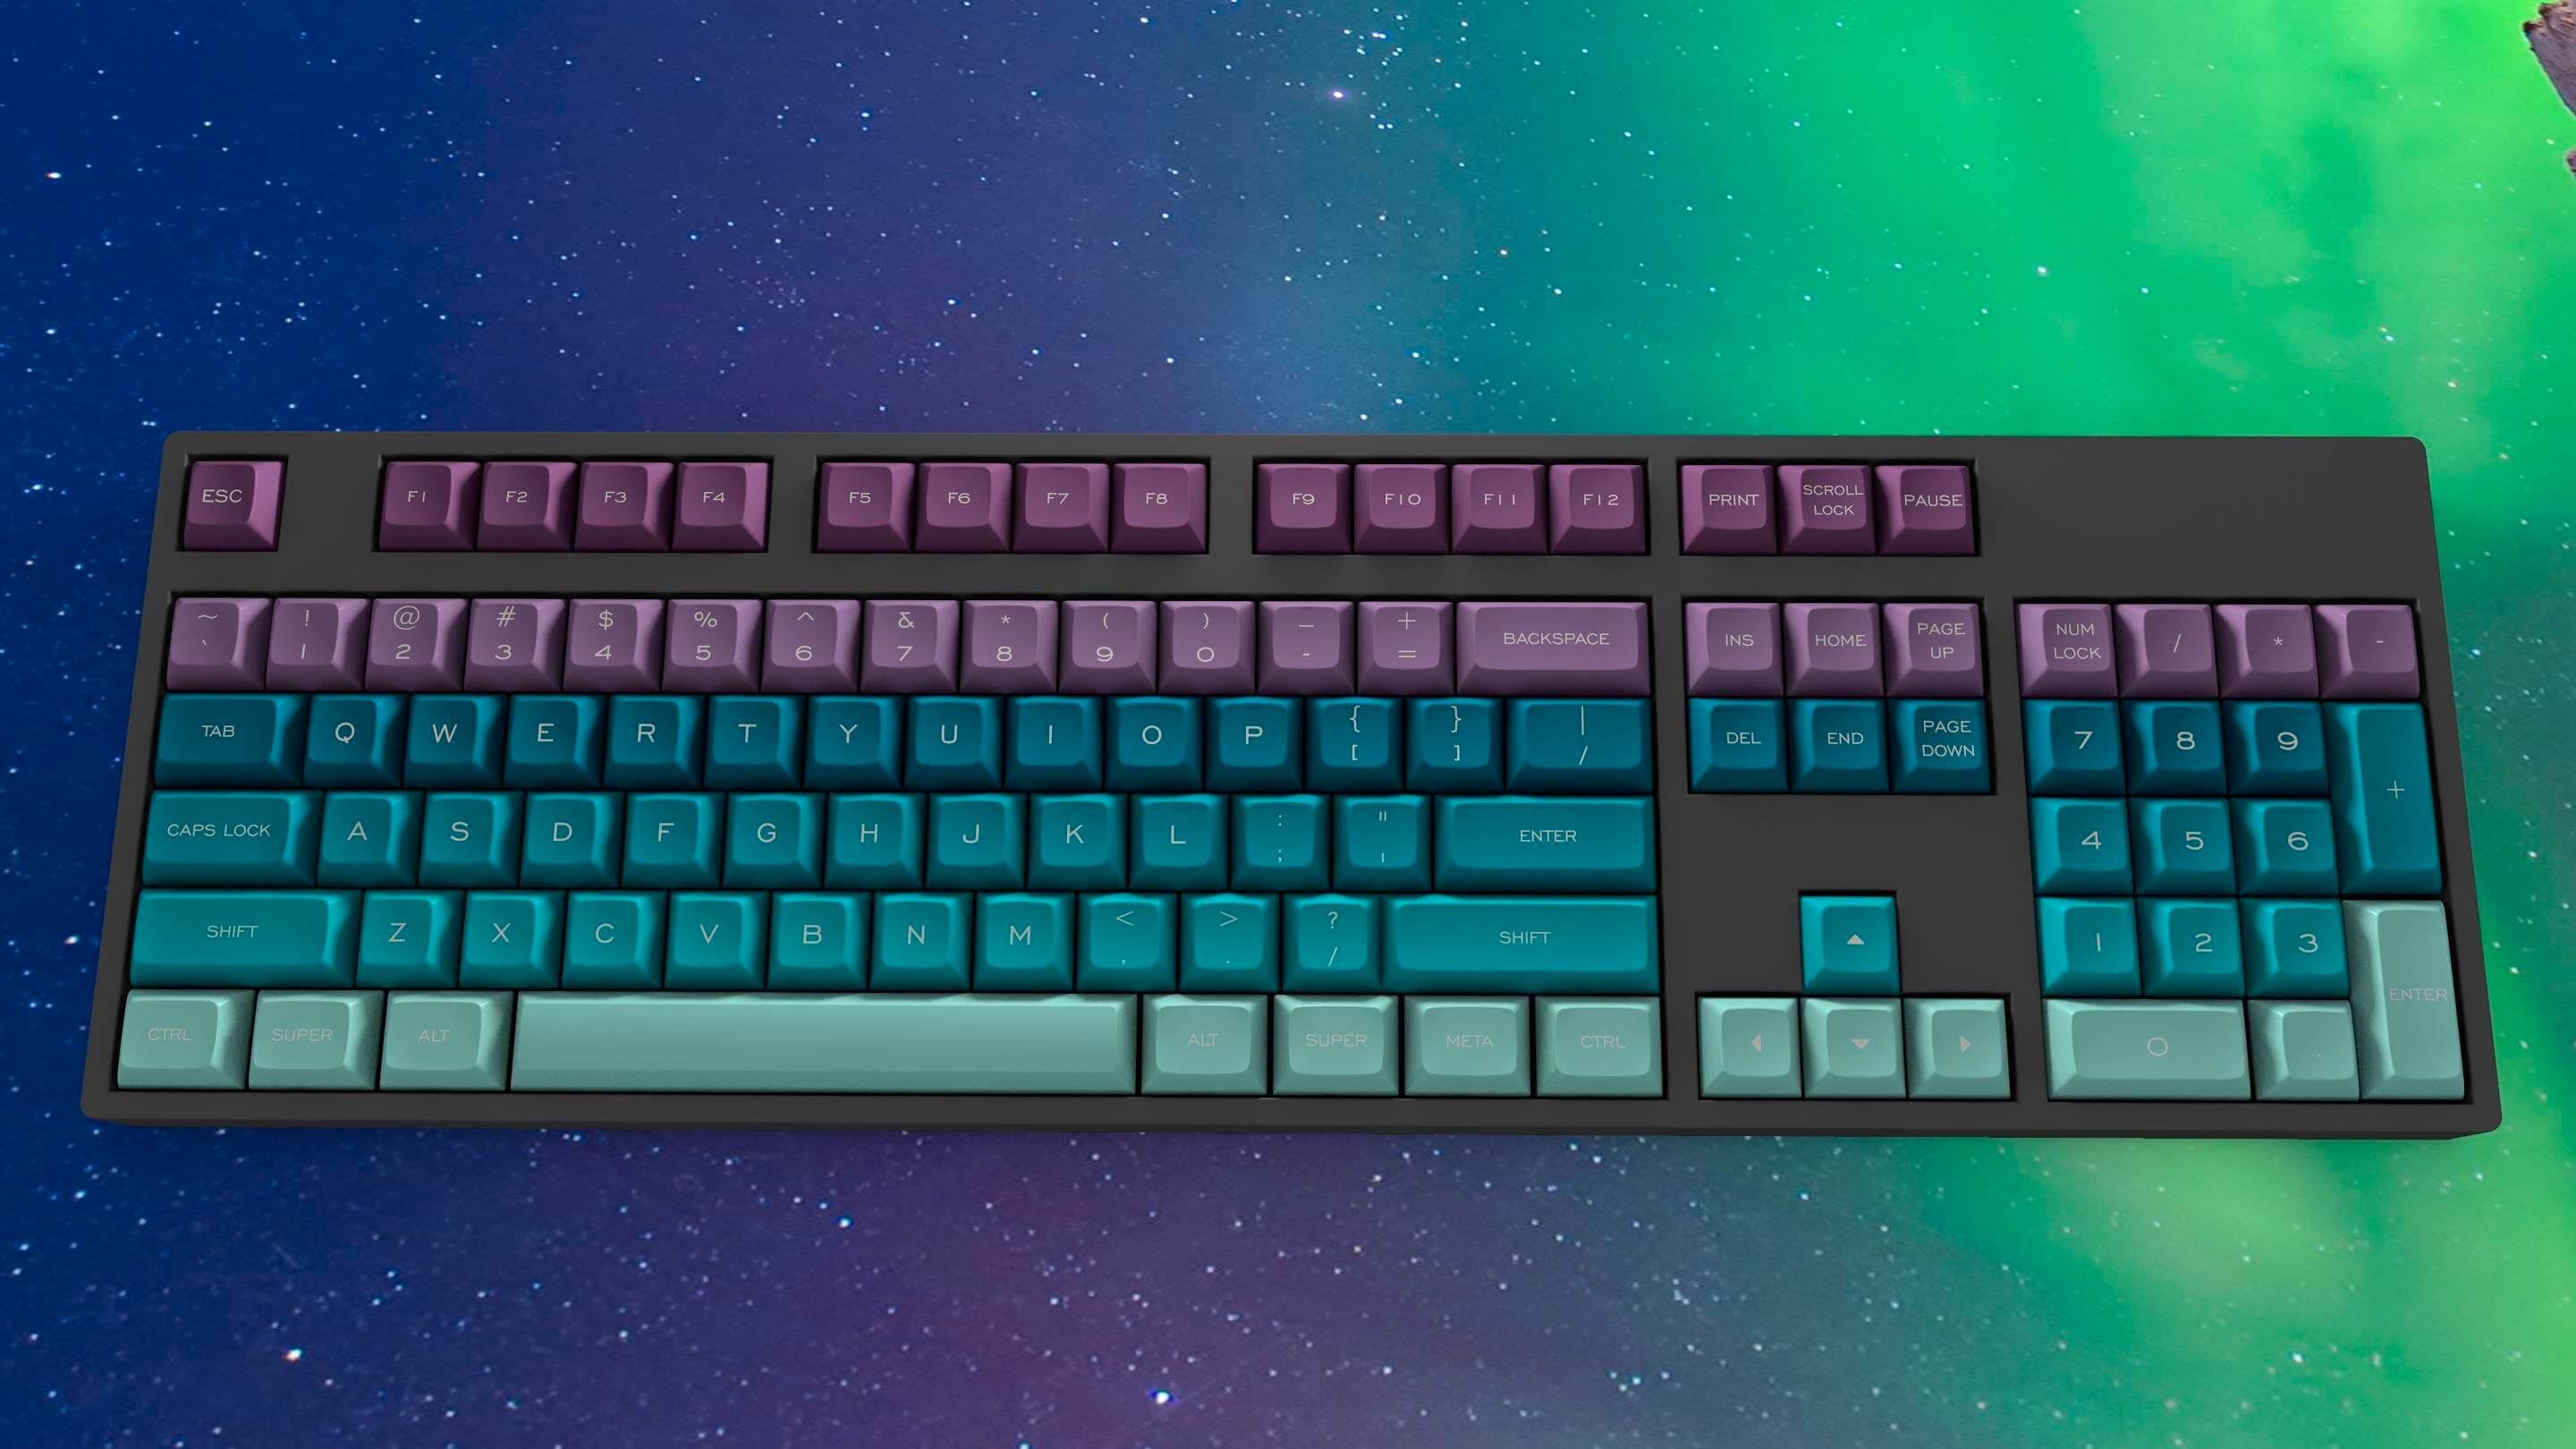 ESC F1 F2 F3 F4 F5 F6 F7 F8 F9 F10 F11 F12 PRINT SCROLL LOCK PAUSE
~ ! @ # $ % ^ & * ( ) _ +
` 1 2 3 4 5 6 7 8 9 0 - = BACKSPACE INS HOME PAGE UP NUM LOCK / * -
TAB Q W E R T Y U I O P { [ } ] | / DEL END PAGE DOWN 7 8 9 +
CAPS LOCK A S D F G H J K L : ; " ' ENTER 4 5 6
SHIFT Z X C V B N M < , > . ? / SHIFT 1 2 3 ENTER
CTRL SUPER ALT ALT SUPER META CTRL 0 .